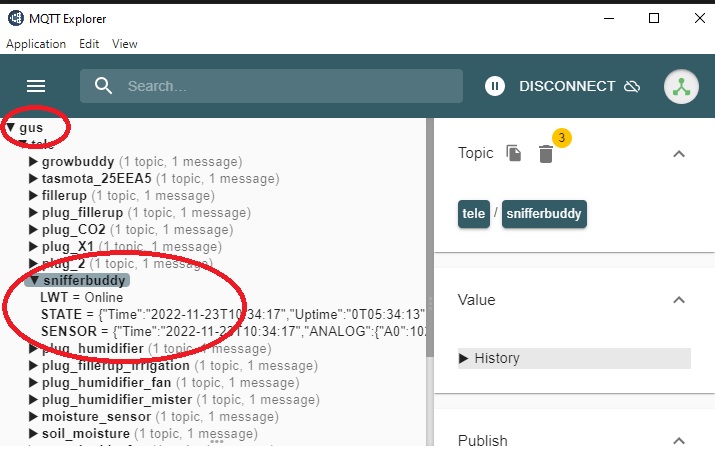 MQTT Explorer
Application Edit View
Search...
DISCONNECT
gus
tele
growbuddy (1 topic, 1 message)
tasmota_25EEA5 (1 topic, 1 message)
fillerup (1 topic, 1 message)
plug_fillerup (1 topic, 1 message)
plug_CO2 (1 topic, 1 message)
plug_X1 (1 topic, 1 message)
plug_2 (1 topic, 1 message)
snifferbuddy
LWT = Online
STATE = {"Time":"2022-11-23T10:34:17","Uptime":"0T05:34:13"
SENSOR = {"Time":"2022-11-23T10:34:17","ANALOG":{"A0":102
plug_humidifier (1 topic, 1 message)
plug_fillerup_irrigation (1 topic, 1 message)
plug_humidifier_fan (1 topic, 1 message)
plug_humidifier_mister (1 topic, 1 message)
moisture_sensor (1 topic, 1 message)
soil_moisture (1 topic, 1 message)
Topic
3
tele / snifferbuddy
Value
History
Publish